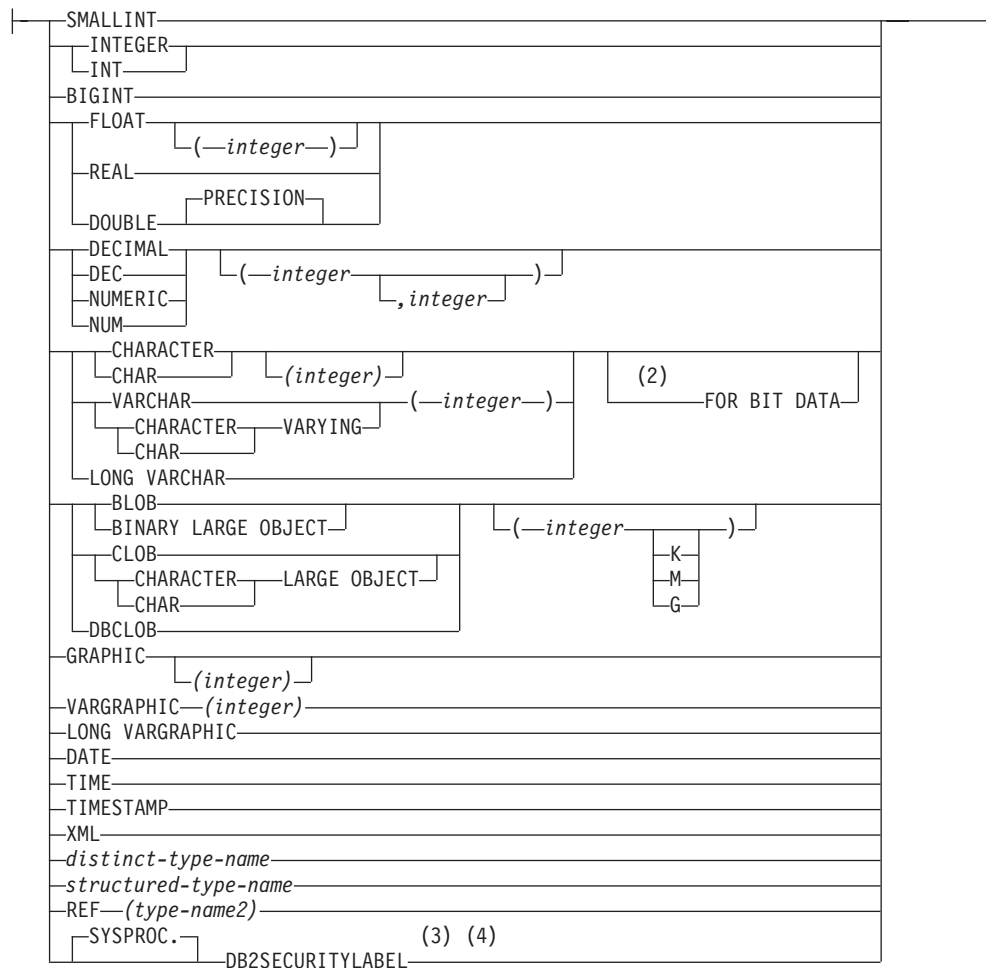 SMALLINT
INTEGER
INT
BIGINT
FLOAT
( integer )
REAL
PRECISION
DOUBLE
DECIMAL
DEC ( integer )
NUMERIC ,integer
NUM
CHARACTER
CHAR (integer) (2)
VARCHAR ( integer ) FOR BIT DATA
CHARACTER VARYING
CHAR
LONG VARCHAR
BLOB
BINARY LARGE OBJECT ( integer )
CLOB K
CHARACTER LARGE OBJECT M
CHAR G
DBCLOB
GRAPHIC
(integer)
VARGRAPHIC (integer)
LONG VARGRAPHIC
DATE
TIME
TIMESTAMP
XML
distinct-type-name
structured-type-name
REF (type-name2)
SYSPROC. (3) (4)
DB2SECURITYLABEL